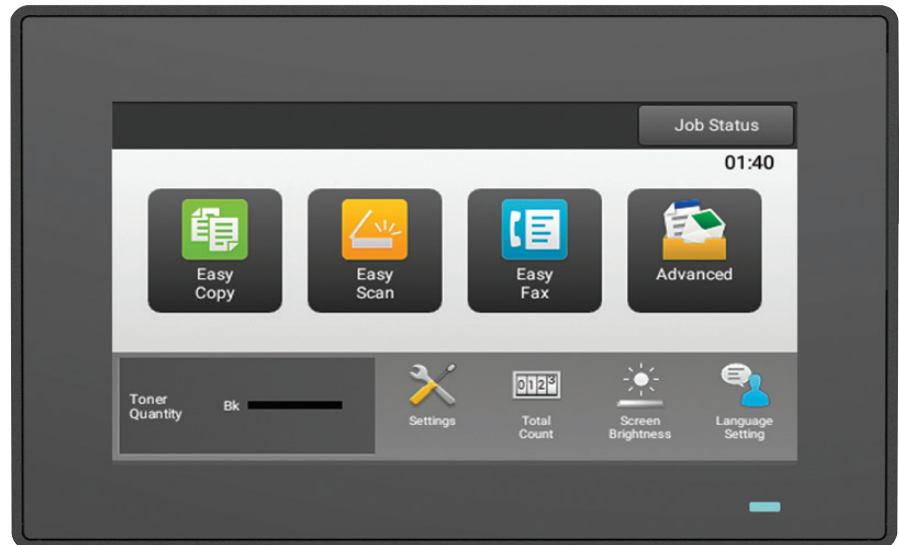 Job Status
01:40
Easy
Copy
Easy
Scan
Easy
Fax
Advanced
Toner
Quantity
Bk
Settings
0123
Total
Count
Screen
Brightness
Language
Setting